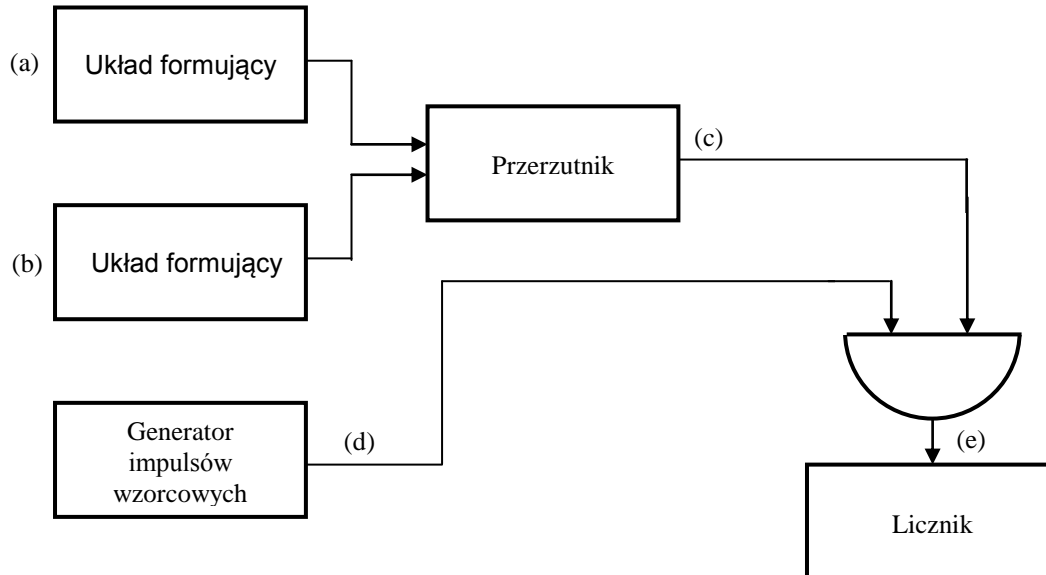 (a)
Układ formujący
(c)
Przerzutnik
(b)
Układ formujący
Generator
impulsów
wzorcowych
(d)
(e)
Licznik